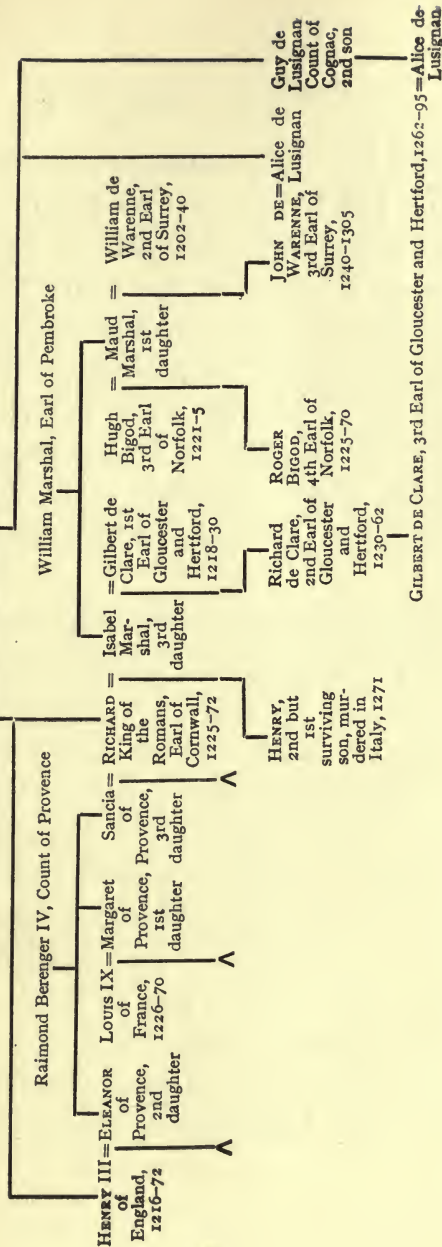 Raimond Berenger IV, Count of Provence
William Marshal, Earl of Pembroke
HENRY III
of
England,
1216-72
= ELEANOR
of
Provence,
2nd
daughter
LOUIS IX
of
France,
1226-70
= Margaret
of
Provence,
1st
daughter
Sancia
of
Provence,
3rd
daughter
= RICHARD
King of
the
Romans,
Earl of
Cornwall,
1225-72
= Isabel
Mar-
shal,
3rd
daughter
= Gilbert de
Clare, 1st
Earl of
Gloucester
and
Hertford,
1218-30
Hugh
Bigod,
3rd Earl
of
Norfolk,
1221-5
= Maud
Marshal,
1st
daughter
= William de
Warenne,
2nd Earl
of Surrey,
1202-40
HENRY,
2nd but
1st
surviving
son, mur-
dered in
Italy, 1271
Richard
de Clare,
2nd Earl of
Gloucester
and
Hertford,
1230-62
ROGER
BIGOD,
4th Earl of
Norfolk,
1225-70
JOHN DE
WARENNE,
3rd Earl of
Surrey,
1240-1305
= Alice de
Lusignan
Guy de
Lusignan
Count of
Cognac,
2nd son
GILBERT DE CLARE, 3rd Earl of Gloucester and Hertford, 1262-95 = Alice de
Lusignan